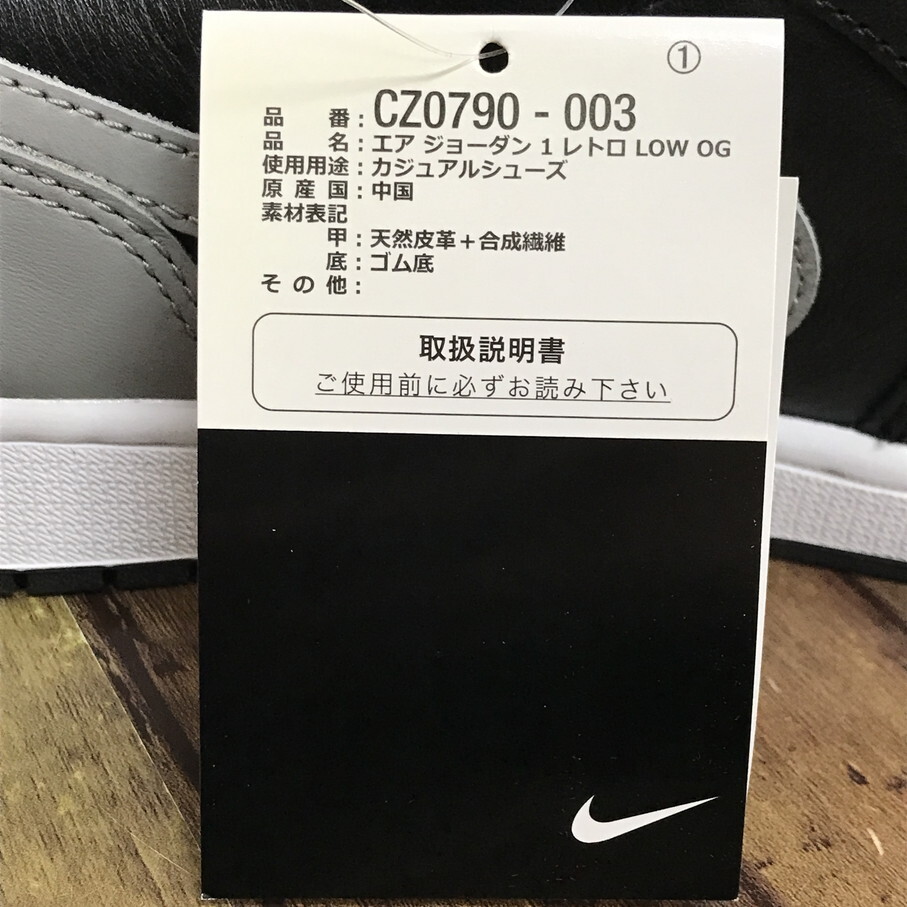 ①
品番:CZ0790 - 003
品名:エア ジョーダン 1 レトロ LOW OG
使用用途:カジュアルシューズ
原産国:中国
素材表記
甲:天然皮革+合成繊維
底:ゴム底
その他:
取扱説明書
ご使用前に必ずお読み下さい